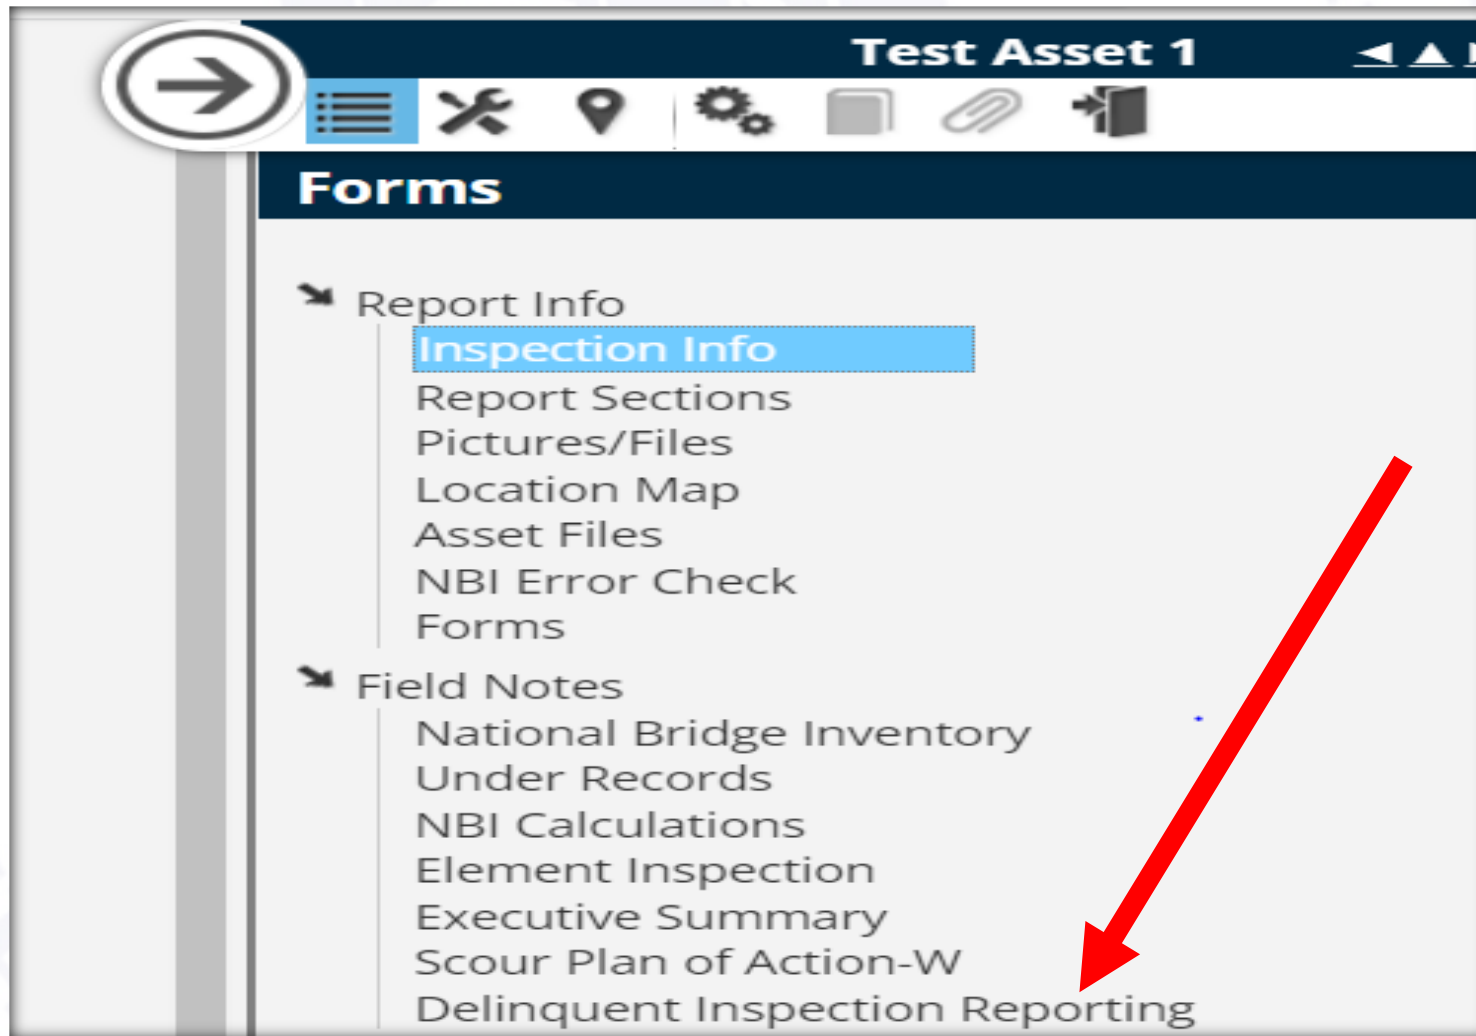 Test Asset 1
Forms
Report Info
Inspection Info
Report Sections
Pictures/Files
Location Map
Asset Files
NBI Error Check
Forms
Field Notes
National Bridge Inventory
Under Records
NBI Calculations
Element Inspection
Executive Summary
Scour Plan of Action-W
Delinquent Inspection Reporting